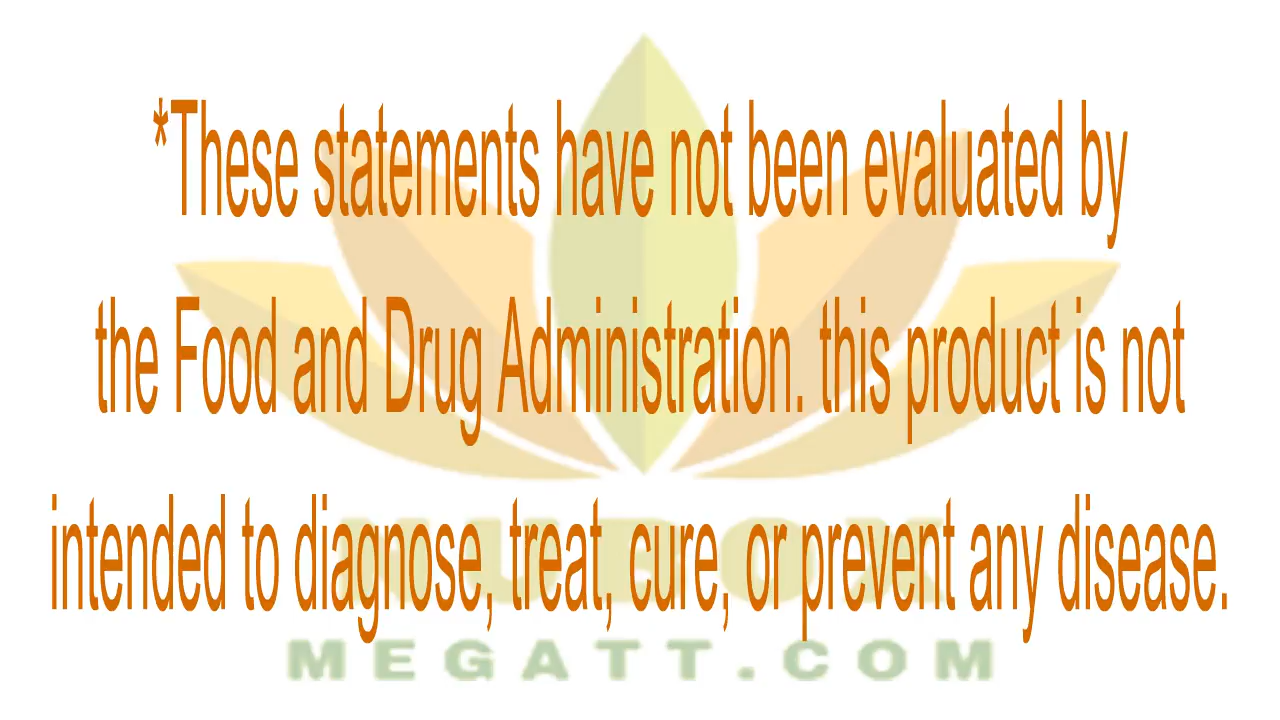 *These statements have not been evaluated by
the Food and Drug Administration. this product is not
intended to diagnose, treat, cure, or prevent any disease.
MEGATT.COM